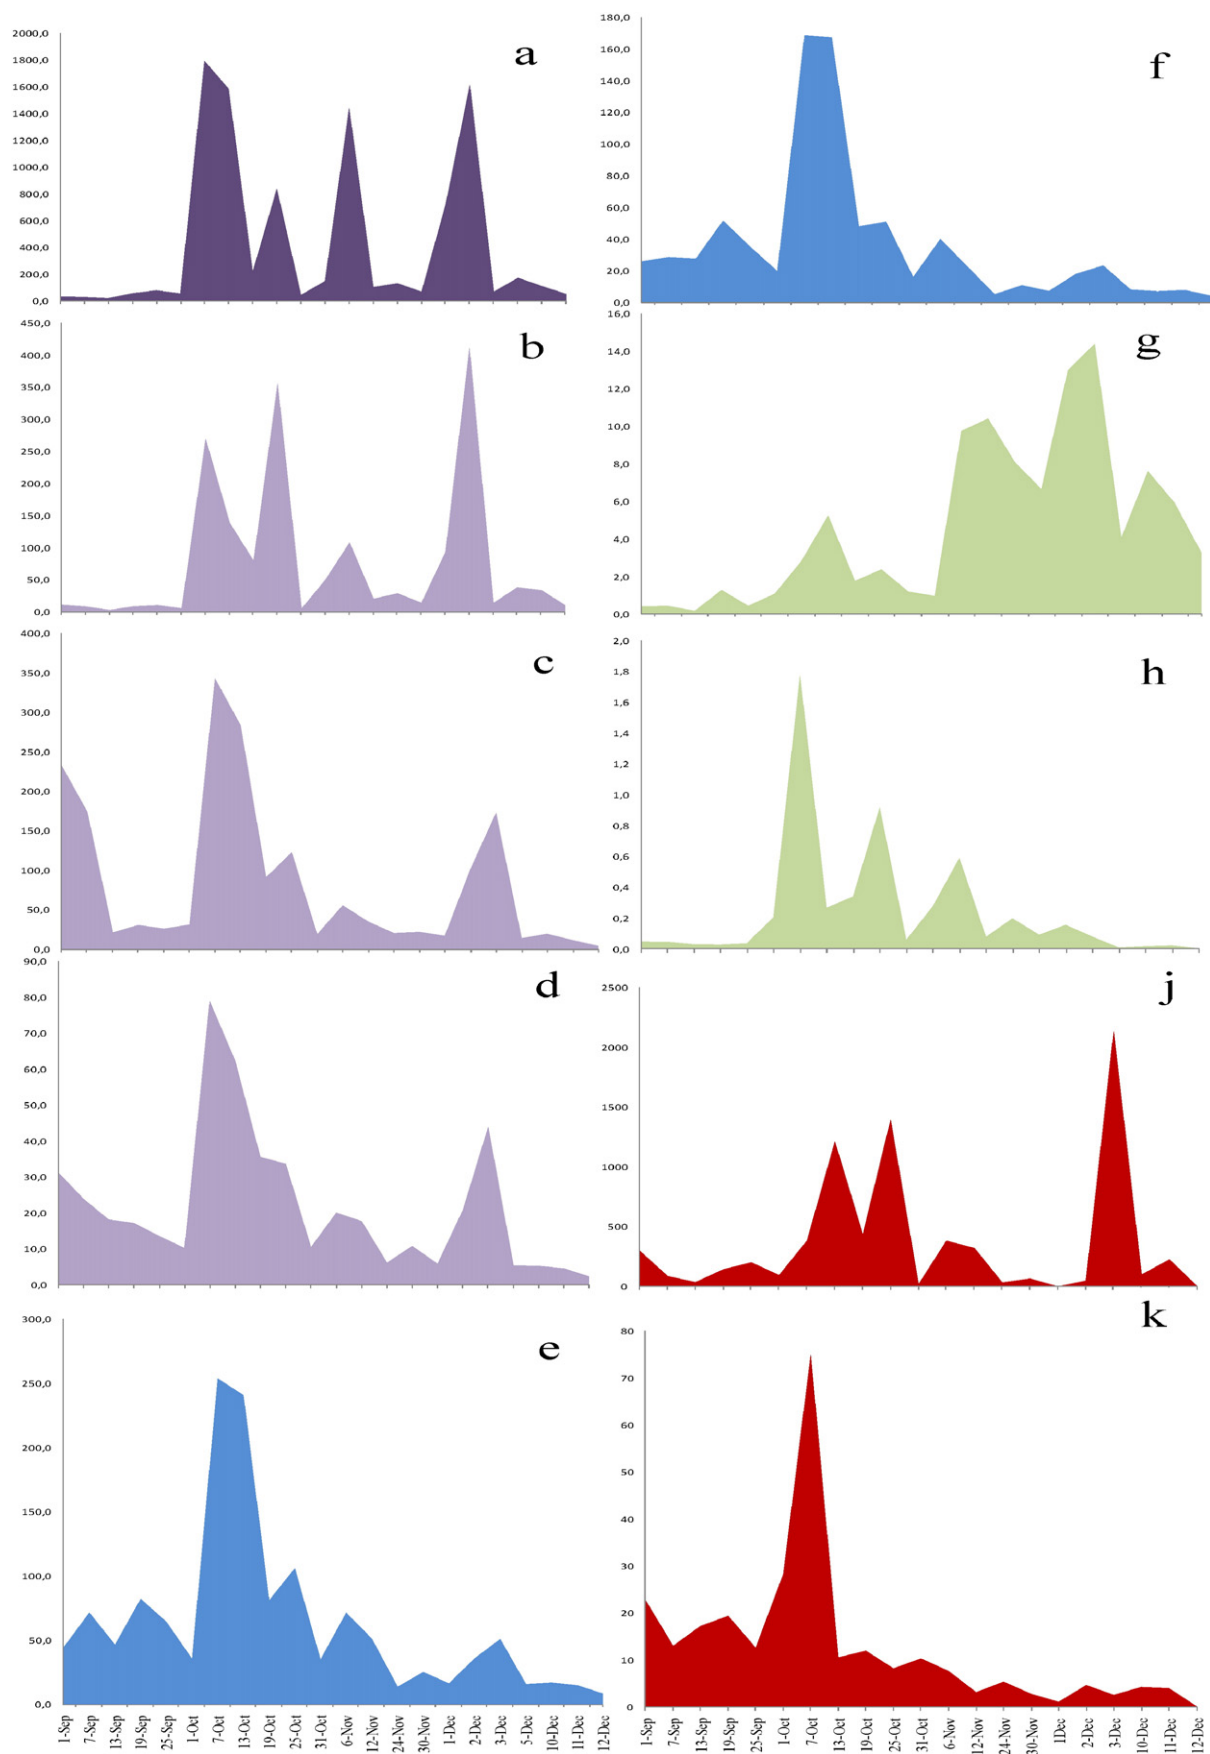 a
2000,0
1800,0
1600,0
1400,0
1200,0
1000,0
800,0
600,0
400,0
200,0
0,0
b
450,0
400,0
350,0
300,0
250,0
200,0
150,0
100,0
50,0
0,0
c
400,0
350,0
300,0
250,0
200,0
150,0
100,0
50,0
0,0
d
90,0
80,0
70,0
60,0
50,0
40,0
30,0
20,0
10,0
0,0
e
300,0
250,0
200,0
150,0
100,0
50,0
0,0
1-Sep
7-Sep
13-Sep
19-Sep
25-Sep
1-Oct
7-Oct
13-Oct
19-Oct
25-Oct
31-Oct
6-Nov
12-Nov
24-Nov
30-Nov
1-Dec
2-Dec
3-Dec
5-Dec
10-Dec
11-Dec
12-Dec
f
180,0
160,0
140,0
120,0
100,0
80,0
60,0
40,0
20,0
0,0
g
16,0
14,0
12,0
10,0
8,0
6,0
4,0
2,0
0,0
h
2,0
1,8
1,6
1,4
1,2
1,0
0,8
0,6
0,4
0,2
0,0
j
2500
2000
1500
1000
500
0
k
80
70
60
50
40
30
20
10
0
1-Sep
7-Sep
13-Sep
19-Sep
25-Sep
1-Oct
7-Oct
13-Oct
19-Oct
25-Oct
31-Oct
6-Nov
12-Nov
24-Nov
30-Nov
1Dec
2-Dec
3-Dec
10-Dec
11-Dec
12-Dec